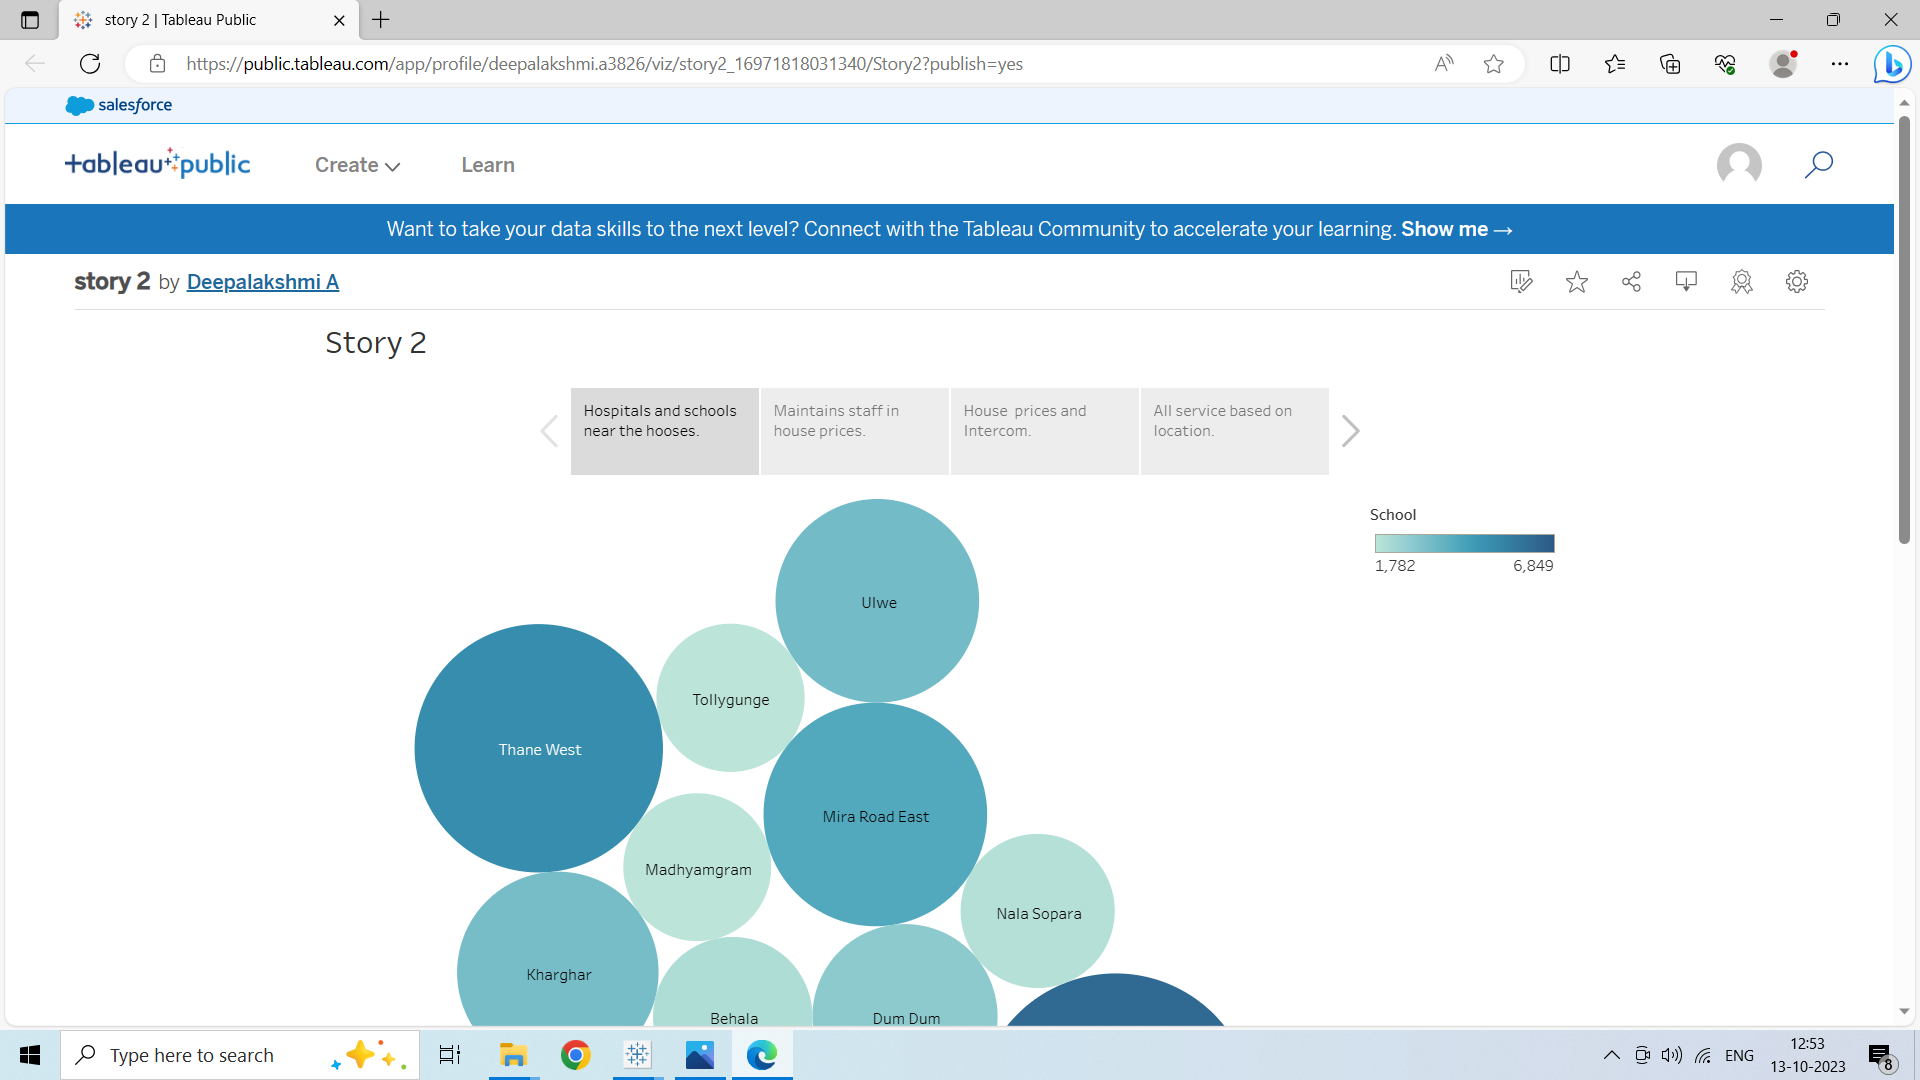 story 2 | Tableau Public
https://public.tableau.com/app/profile/deepalakshmi.a3826/viz/story2_16971818031340/Story2?publish=yes
salesforce
+ableau public
Create
Learn
Want to take your data skills to the next level? Connect with the Tableau Community to accelerate your learning. Show me →
story 2 by Deepalakshmi A
Story 2
Hospitals and schools
near the hooses.
Maintains staff in
house prices.
House prices and
Intercom.
All service based on
location.
School
1,782
6,849
Ulwe
Tollygunge
Thane West
Mira Road East
Madhyamgram
Nala Sopara
Kharghar
Behala
Dum Dum
Type here to search
ENG
12:53
13-10-2023
8